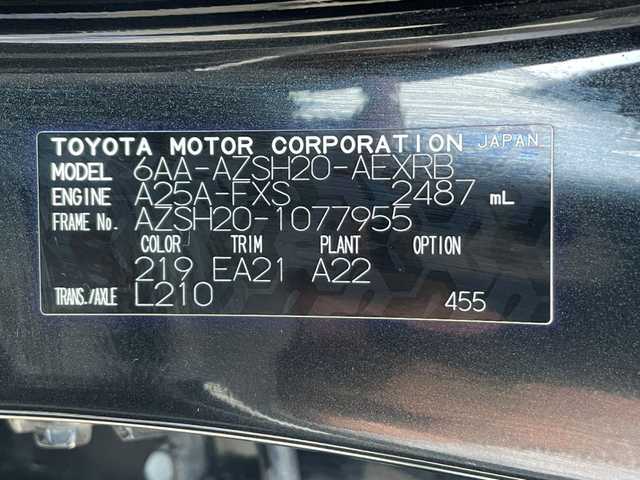 TOYOTA MOTOR CORPORATION JAPAN
MODEL 6AA-AZSH20-AEXRB
ENGINE A25A-FXS 2487 mL
FRAME No. AZSH20-1077955
COLOR TRIM PLANT OPTION
219 EA21 A22
TRANS./AXLE L210 455